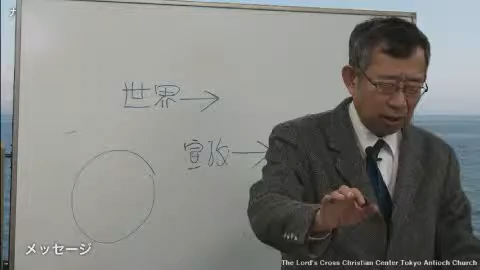 世界→
宣教→
メッセージ
The Lord's Cross Christian Center Tokyo Antioch Church